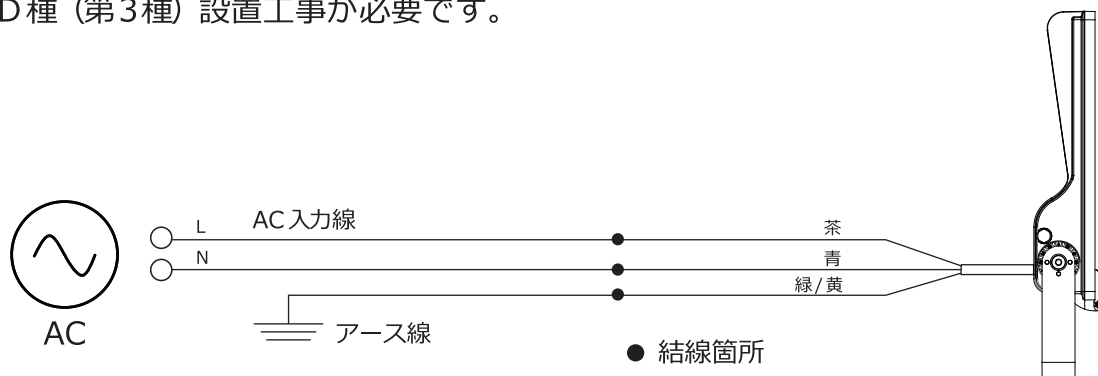 D種（第3種）設置工事が必要です。
L
AC入力線
茶
N
青
緑/黄
アース線
AC
● 結線箇所